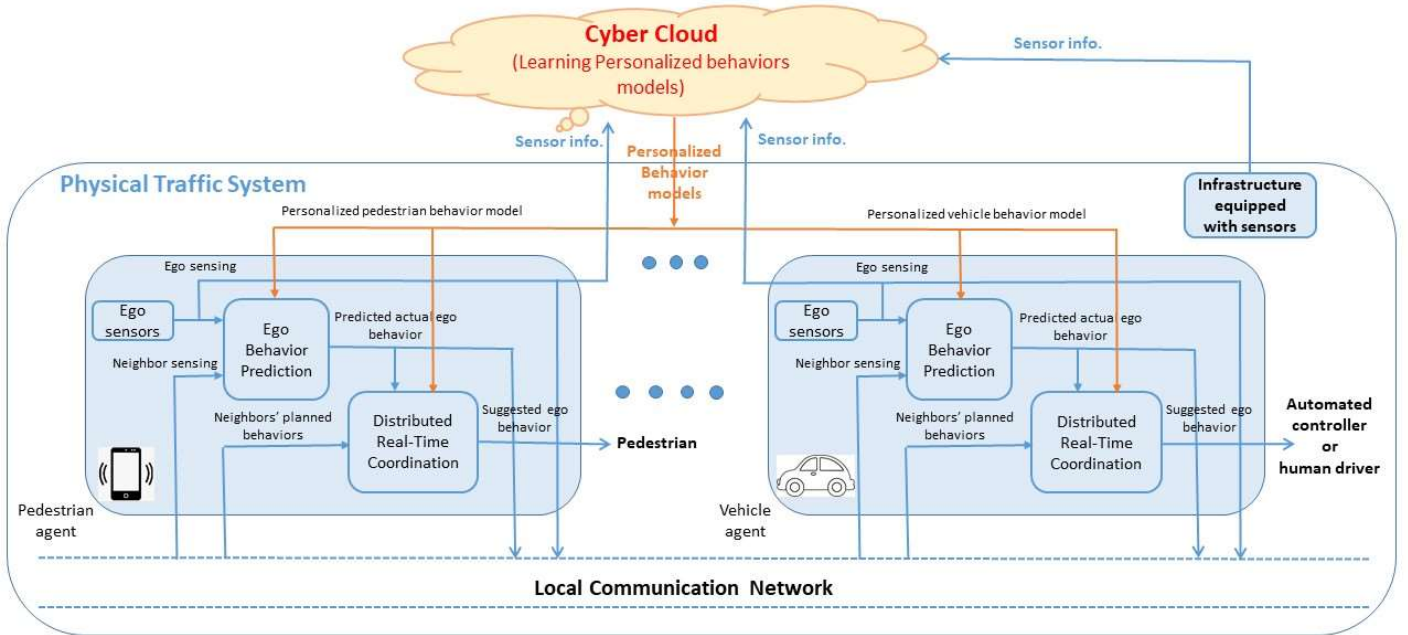 Cyber Cloud
(Learning Personalized behaviors
models)
Sensor info.
Sensor info.
Sensor info.
Personalized
Behavior
models
Physical Traffic System
Infrastructure
equipped
with sensors
Personalized pedestrian behavior model
Personalized vehicle behavior model
Ego sensing
Ego
sensors
Ego
Behavior
Prediction
Predicted actual ego
behavior
Neighbor sensing
Neighbors' planned
behaviors
Distributed
Real-Time
Coordination
Suggested ego
behavior
Pedestrian
Pedestrian
agent
Ego sensing
Ego
sensors
Ego
Behavior
Prediction
Predicted actual ego
behavior
Neighbor sensing
Neighbors' planned
behaviors
Distributed
Real-Time
Coordination
Suggested ego
behavior
Automated
controller
or
human driver
Vehicle
agent
Local Communication Network